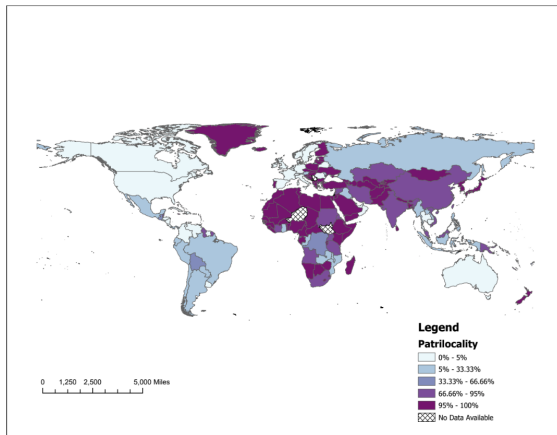 Legend
Patrilocality
0% - 5%
5% - 33.33%
33.33% - 66.66%
66.66% - 95%
95% - 100%
No Data Available
0 1,250 2,500 5,000 Miles